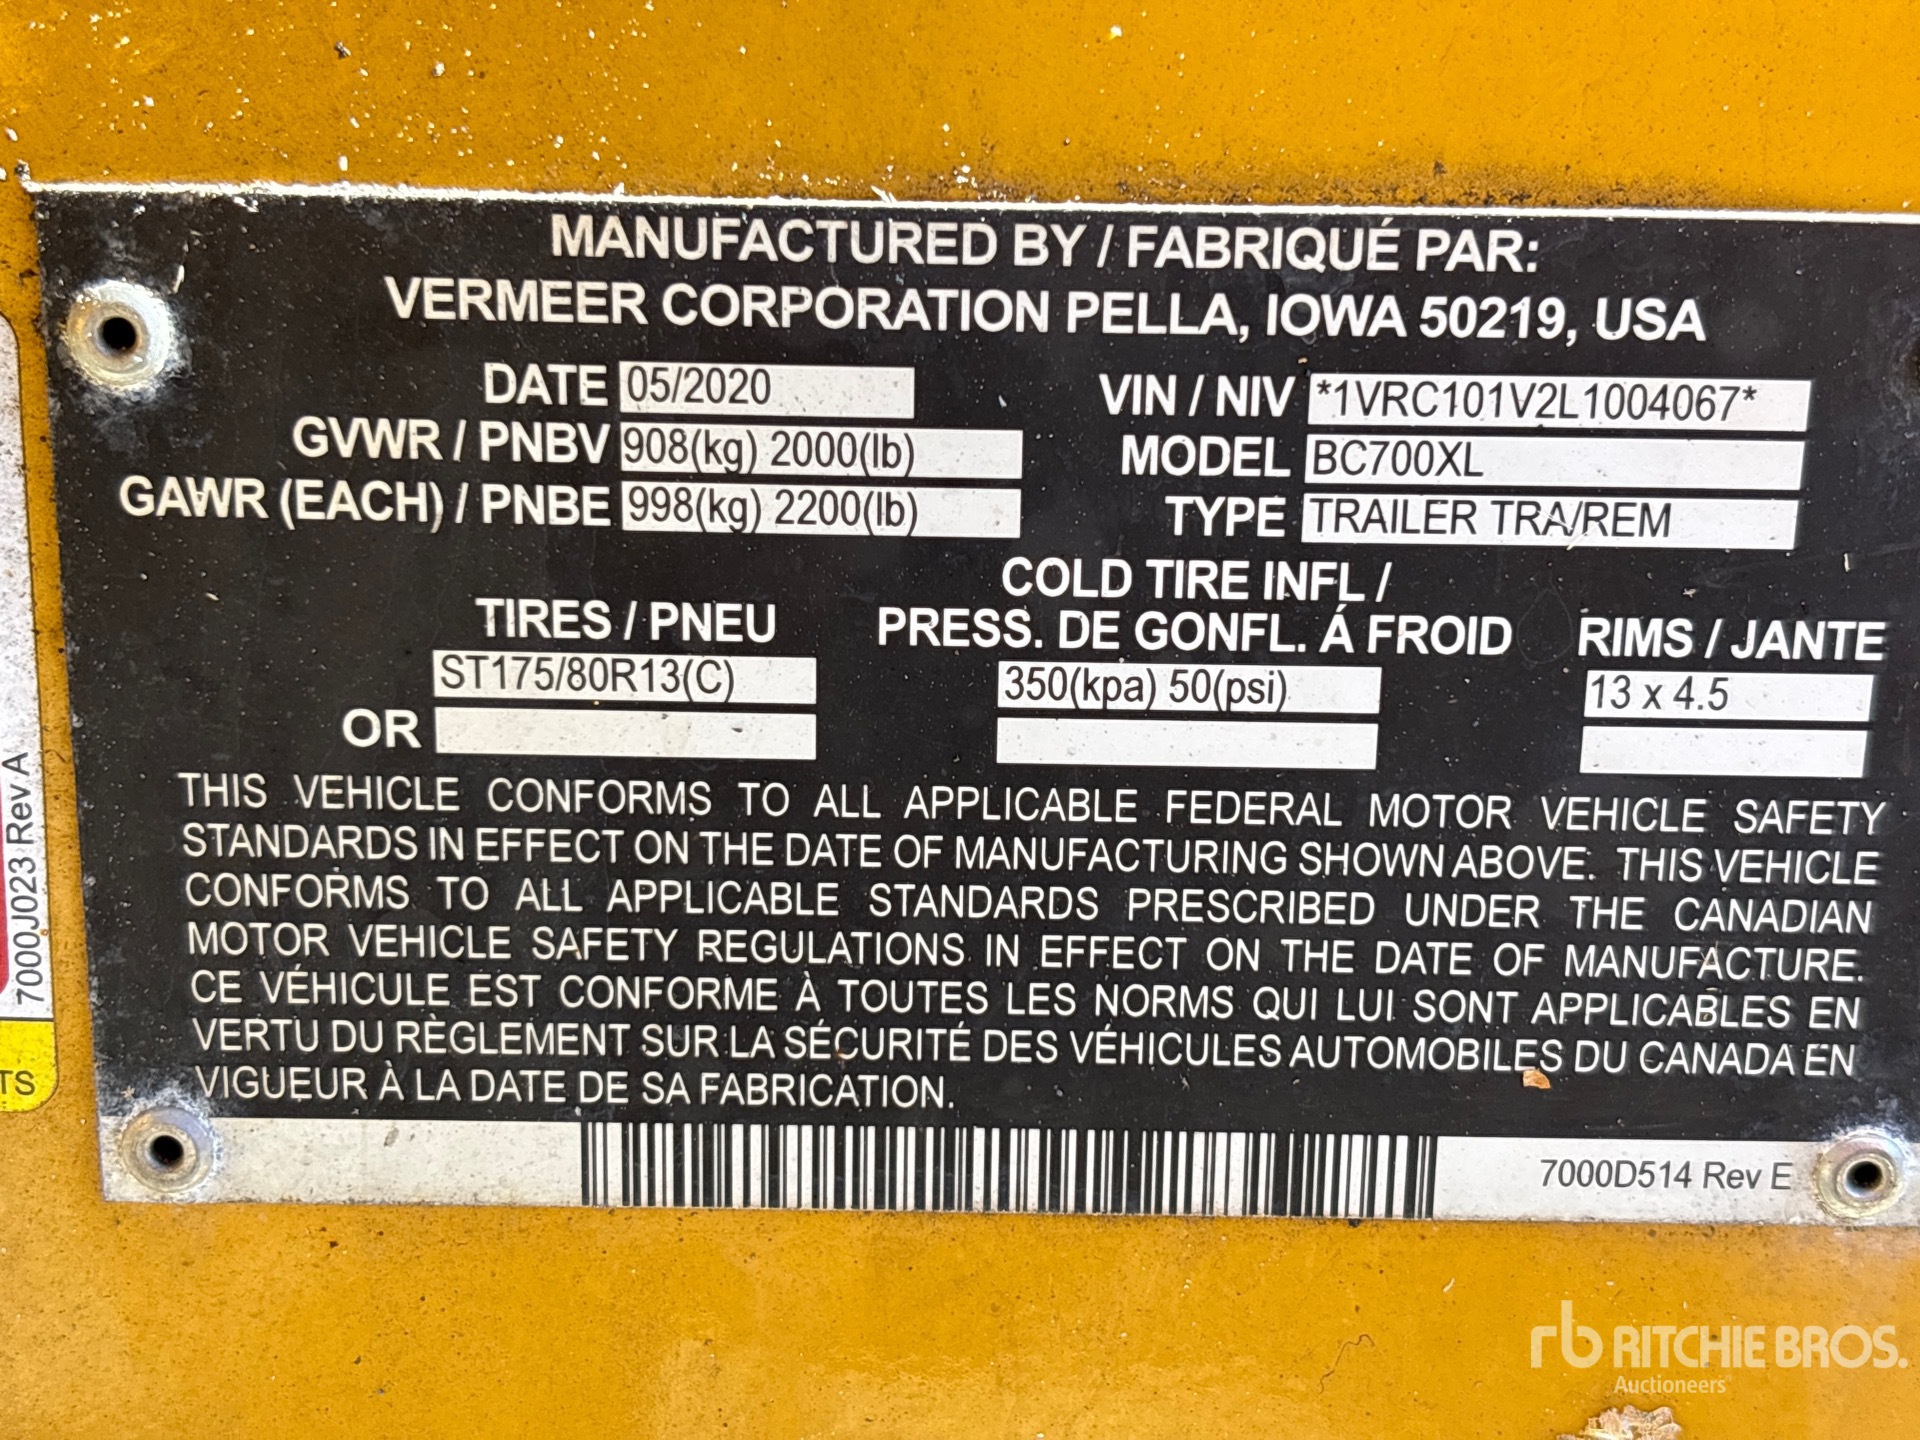 MANUFACTURED BY / FABRIQUÉ PAR:
VERMEER CORPORATION PELLA, IOWA 50219, USA
DATE 05/2020 VIN / NIV *1VRC101V2L1004067*
GVWR / PNBV 908(kg) 2000(lb) MODEL BC700XL
GAWR (EACH) / PNBE 998(kg) 2200(lb) TYPE TRAILER TRA/REM
COLD TIRE INFL /
TIRES / PNEU PRESS. DE GONFL. Á FROID RIMS / JANTE
ST175/80R13(C) 350(kpa) 50(psi) 13 x 4.5
OR
THIS VEHICLE CONFORMS TO ALL APPLICABLE FEDERAL MOTOR VEHICLE SAFETY
STANDARDS IN EFFECT ON THE DATE OF MANUFACTURING SHOWN ABOVE. THIS VEHICLE
CONFORMS TO ALL APPLICABLE STANDARDS PRESCRIBED UNDER THE CANADIAN
MOTOR VEHICLE SAFETY REGULATIONS IN EFFECT ON THE DATE OF MANUFACTURE.
CE VÉHICULE EST CONFORME À TOUTES LES NORMS QUI LUI SONT APPLICABLES EN
VERTU DU RÈGLEMENT SUR LA SÉCURITÉ DES VÉHICULES AUTOMOBILES DU CANADA EN
VIGUEUR À LA DATE DE SA FABRICATION.
7000D514 Rev E
7000J023 Rev A
TS
rb RITCHIE BROS.
Auctioneers